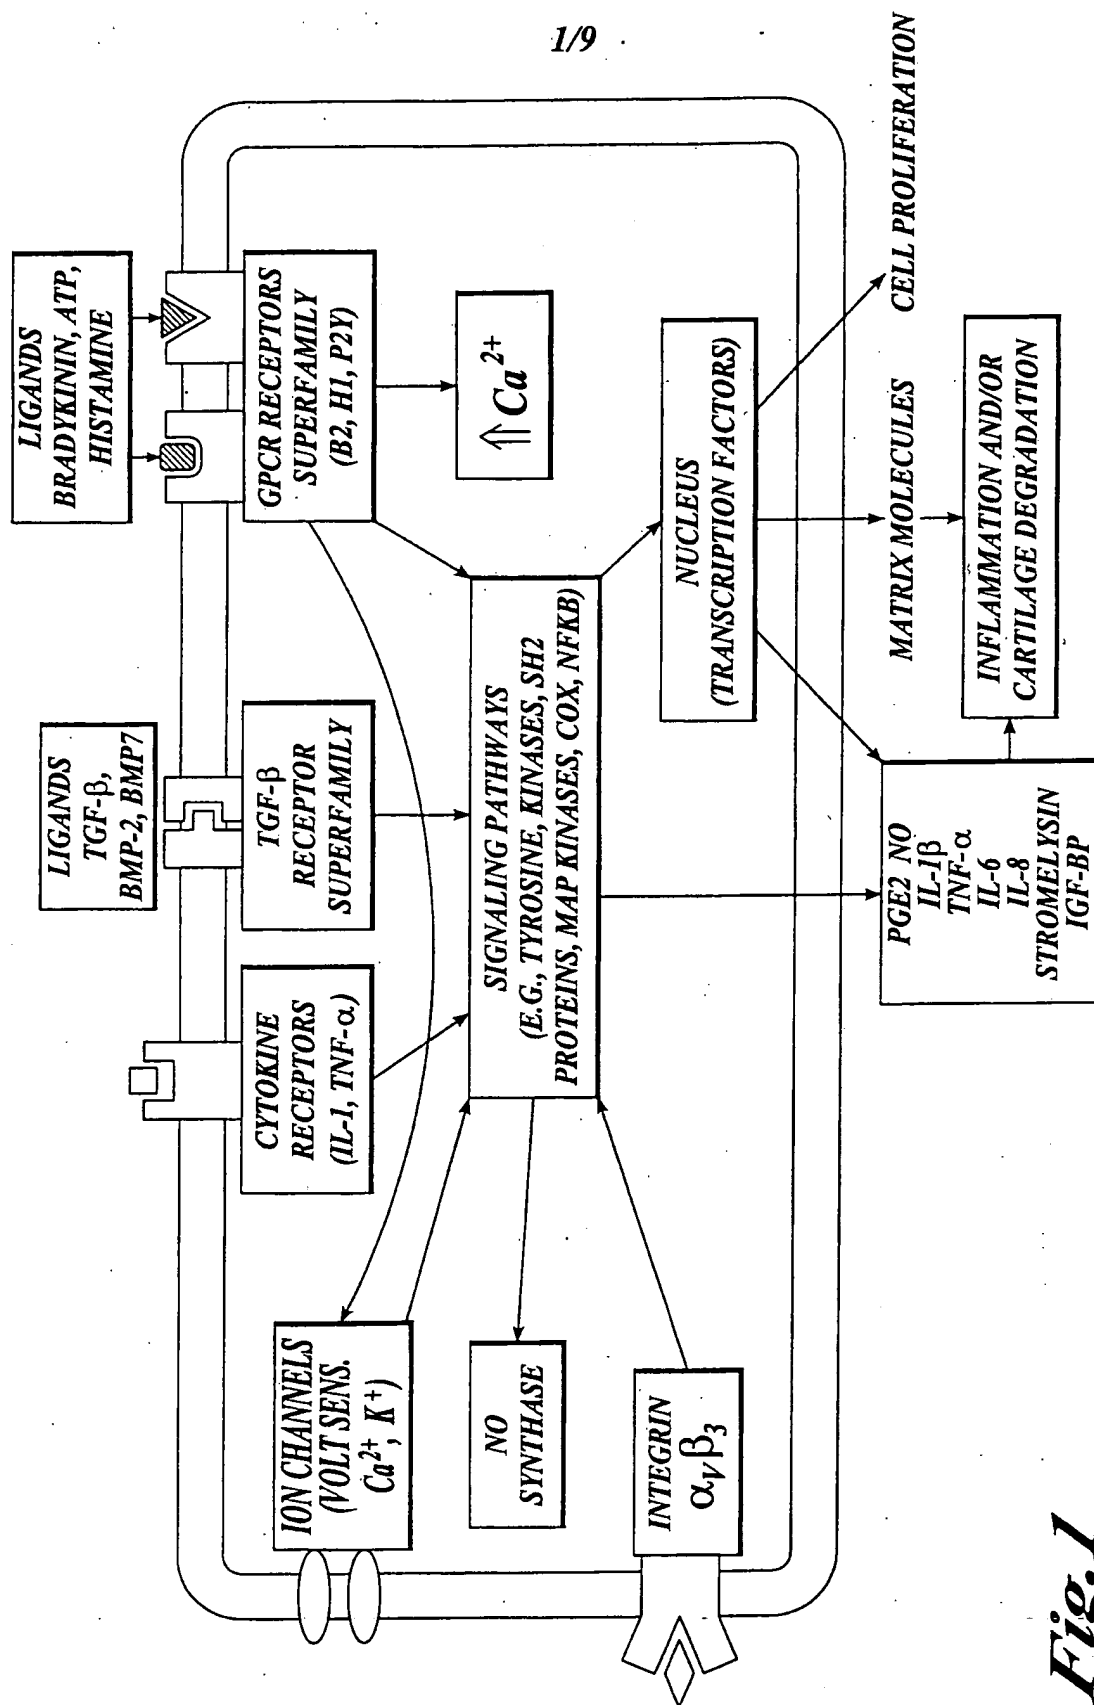 1/9
LIGANDS
BRADYKININ, ATP,
HISTAMINE
LIGANDS
TGF-β,
BMP-2, BMP7
GPCR RECEPTORS
SUPERFAMILY
(B2, H1, P2Y)
TGF-β
RECEPTOR
SUPERFAMILY
CYTOKINE
RECEPTORS
(IL-1, TNF-α)
ION CHANNELS
(VOLT SENS.
Ca2+, K+)
⇑ Ca2+
SIGNALING PATHWAYS
(E.G., TYROSINE, KINASES, SH2
PROTEINS, MAP KINASES, COX, NFKB)
NO
SYNTHASE
INTEGRIN
αVβ3
NUCLEUS
(TRANSCRIPTION FACTORS)
CELL PROLIFERATION
MATRIX MOLECULES
PGE2 NO
IL-1β
TNF-α
IL-6
IL-8
STROMELYSIN
IGF-BP
INFLAMMATION AND/OR
CARTILAGE DEGRADATION
Fig.1